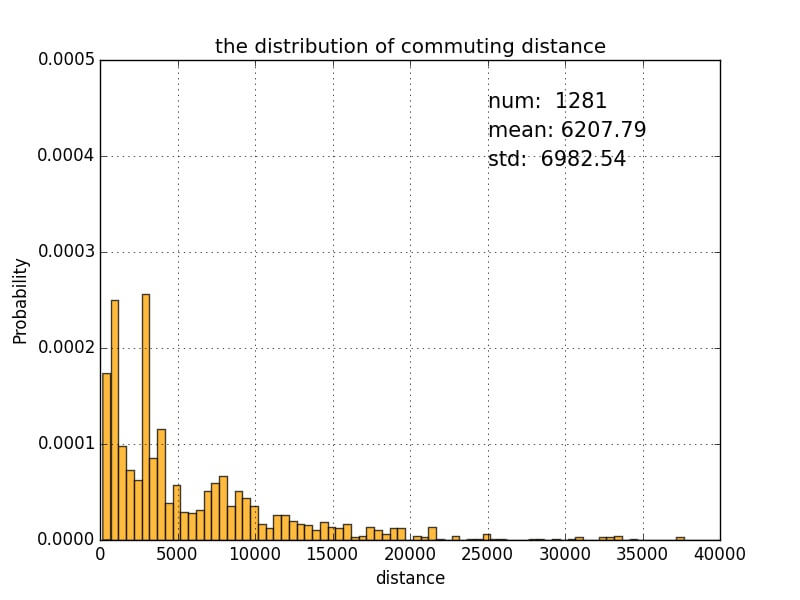 the distribution of commuting distance
0.0005
num: 1281
mean: 6207.79
0.0004
std: 6982.54
0.0003
Probability
0.0002
0.0001
0.0000
0 5000 10000 15000 20000 25000 30000 35000 40000
distance